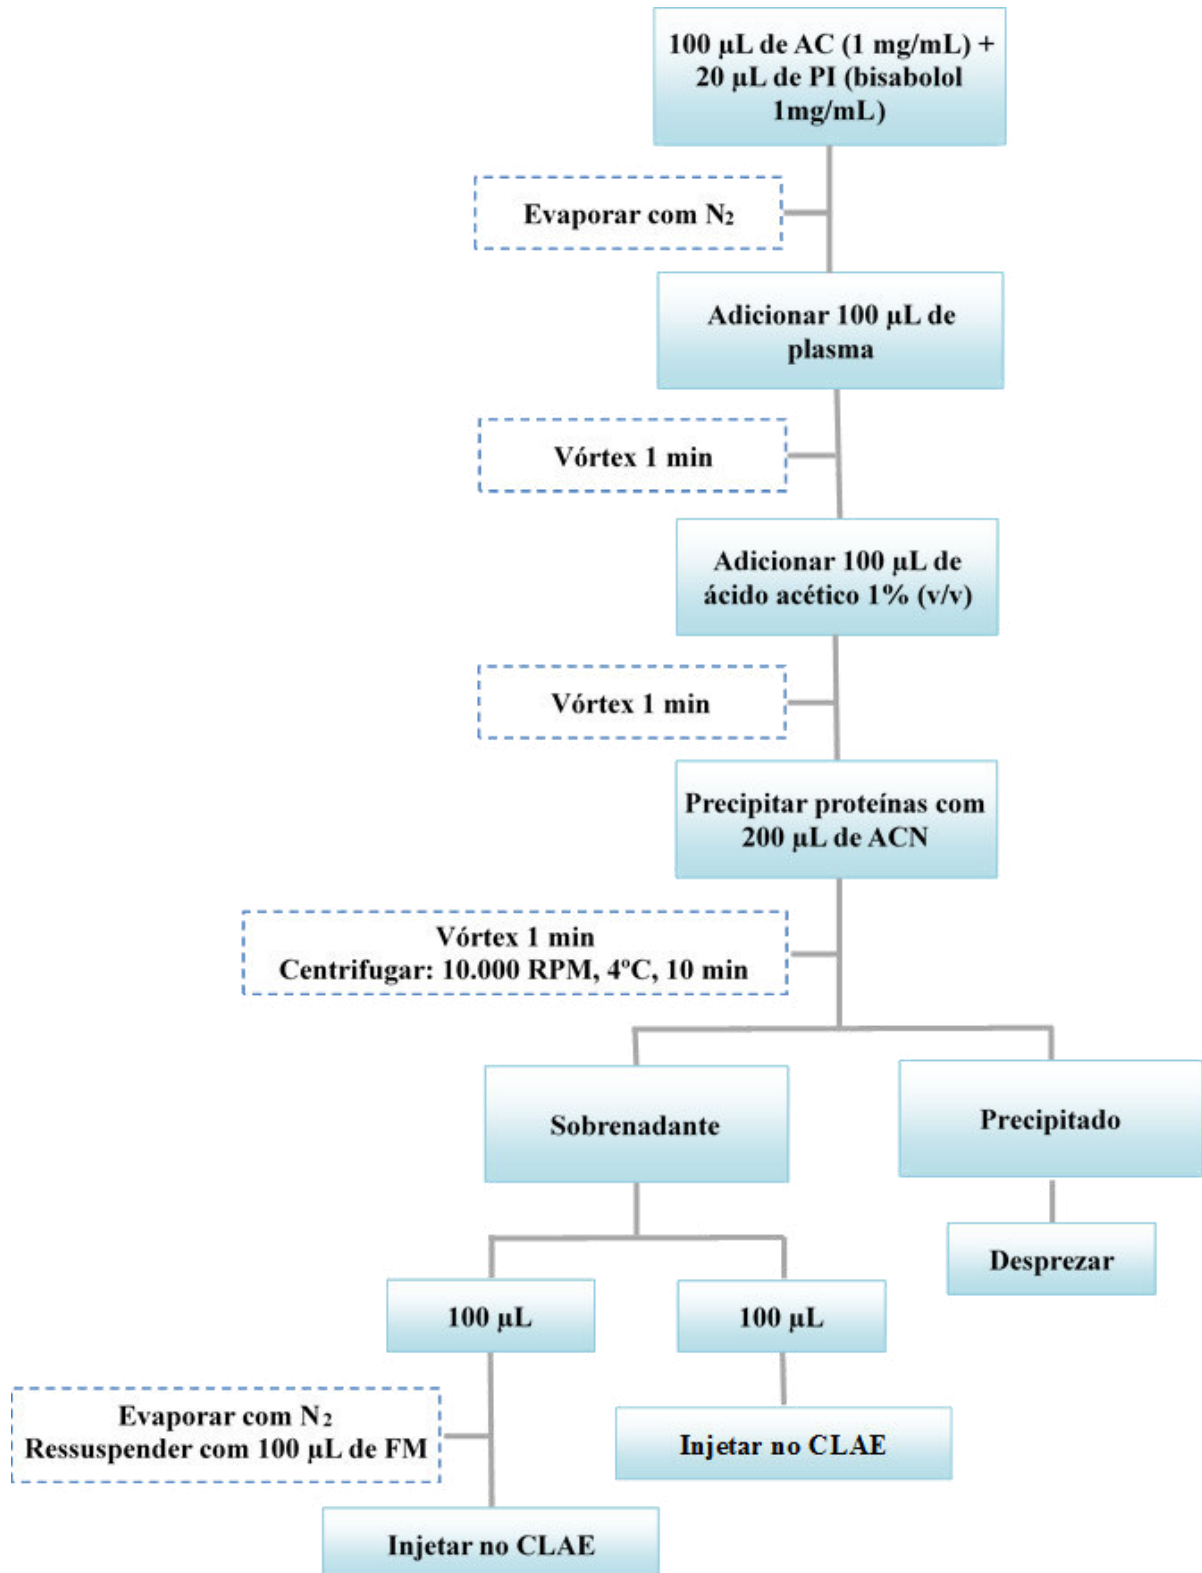 100 µL de AC (1 mg/mL) +
20 µL de PI (bisabolol
1mg/mL)
Evaporar com N₂
Adicionar 100 µL de
plasma
Vórtex 1 min
Adicionar 100 µL de
ácido acético 1% (v/v)
Vórtex 1 min
Precipitar proteínas com
200 µL de ACN
Vórtex 1 min
Centrifugar: 10.000 RPM, 4ºC, 10 min
Sobrenadante
Precipitado
Desprezar
100 µL
100 µL
Evaporar com N₂
Ressuspender com 100 µL de FM
Injetar no CLAE
Injetar no CLAE